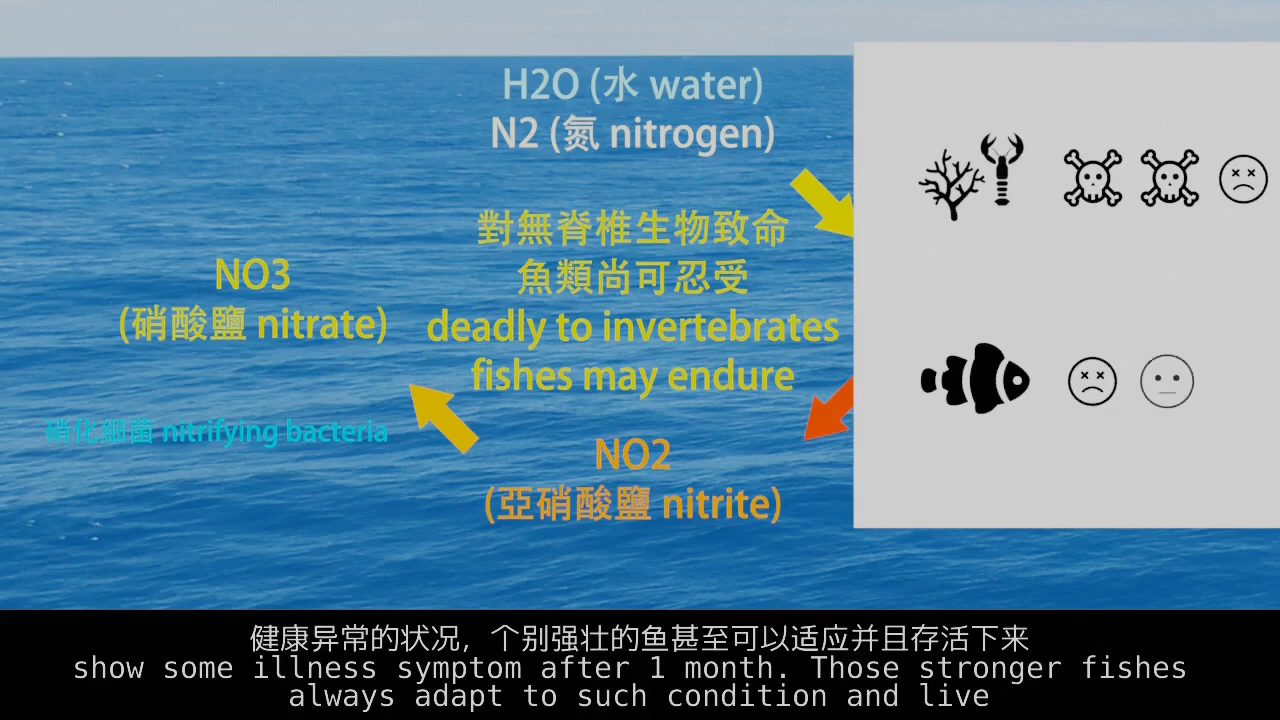 H2O (水 water)
N2 (氮 nitrogen)
對無脊椎生物致命
魚類尚可忍受
deadly to invertebrates
fishes may endure
NO3
(硝酸鹽 nitrate)
硝化細菌 nitrifying bacteria
NO2
(亞硝酸鹽 nitrite)
健康异常的状况，个别强壮的鱼甚至可以适应并且存活下来
show some illness symptom after 1 month. Those stronger fishes
always adapt to such condition and live